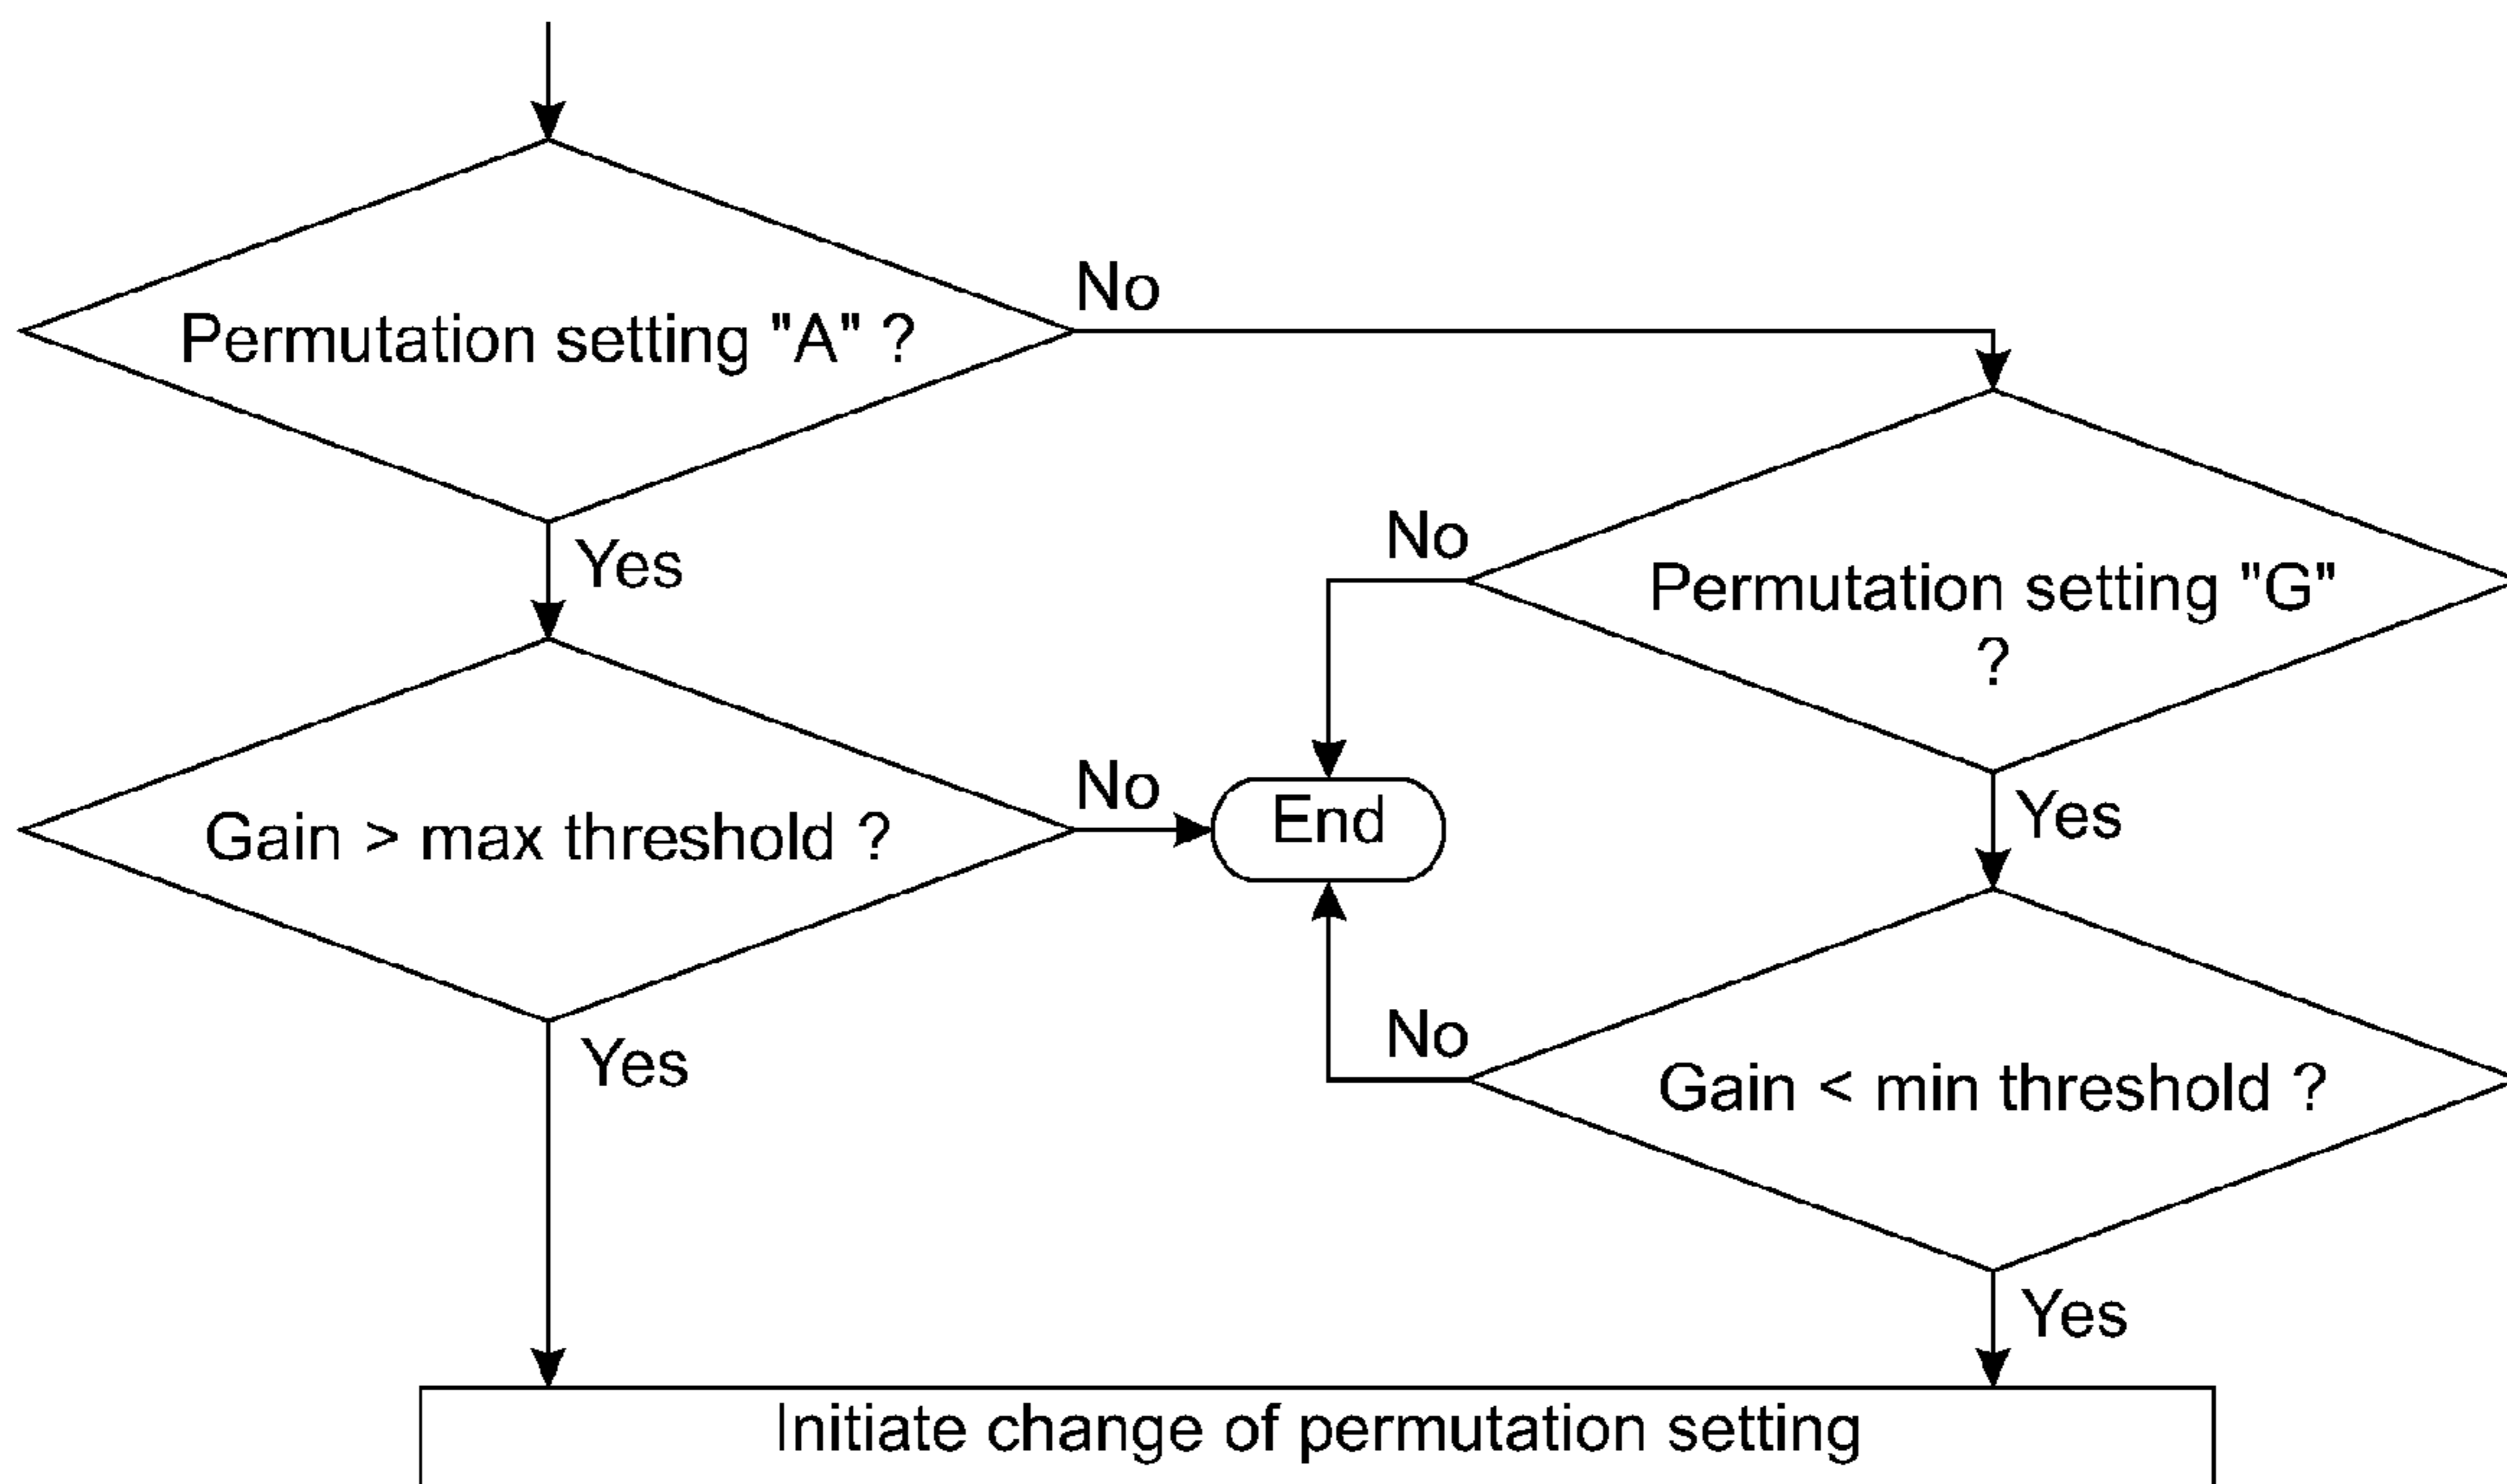 Permutation setting "A" ?
No
Yes
Permutation setting "G"
?
No
Yes
Gain > max threshold ?
No
End
Yes
Gain < min threshold ?
No
Yes
Initiate change of permutation setting